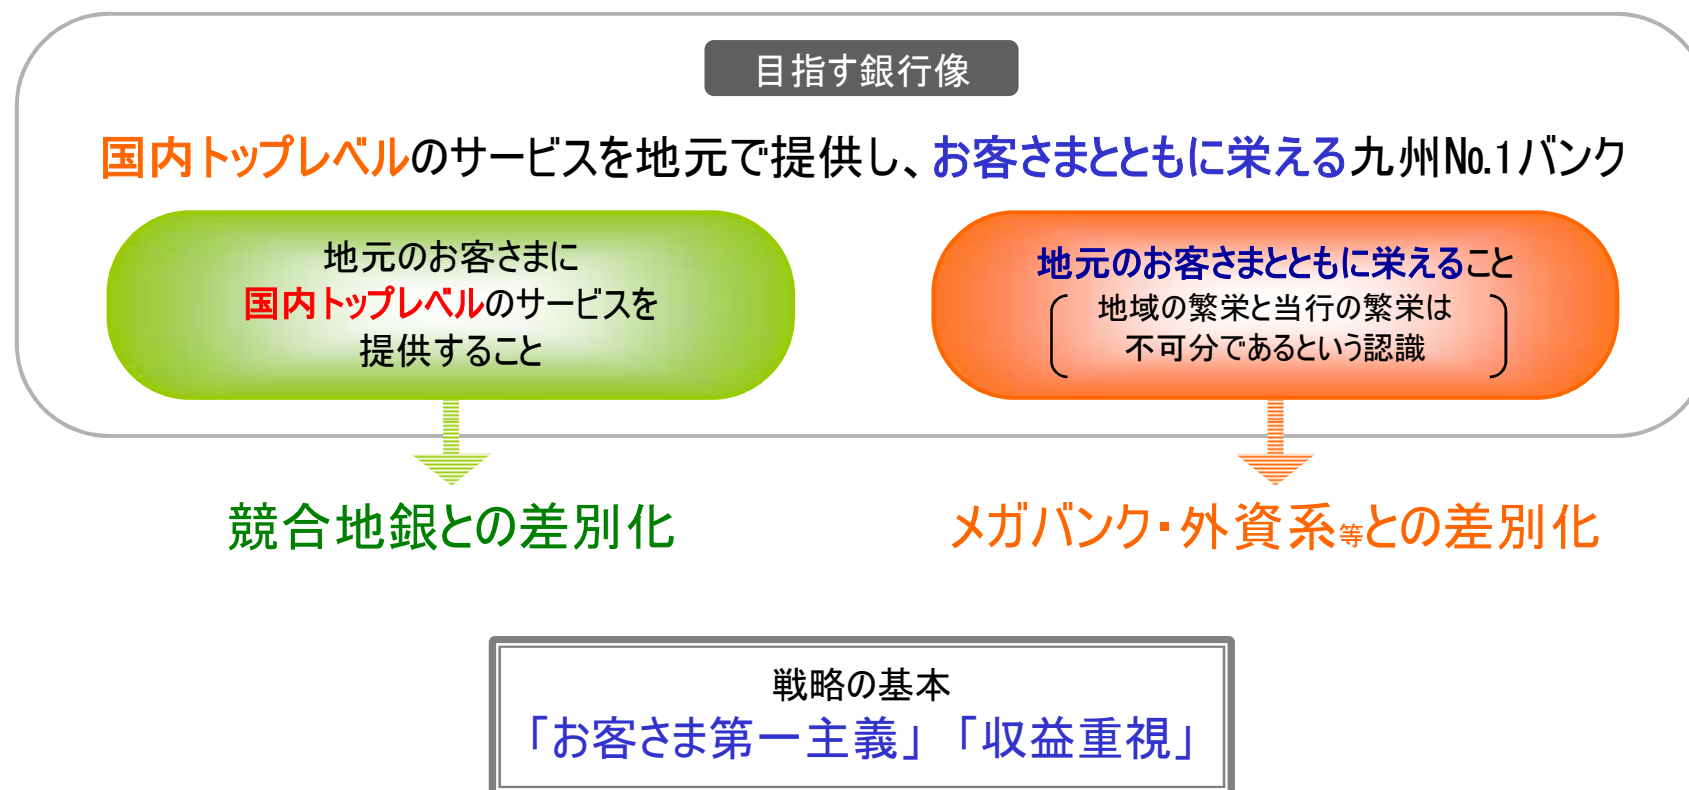 目指す銀行像
国内トップレベルのサービスを地元で提供し、お客さまとともに栄える九州№1バンク
地元のお客さまに
国内トップレベルのサービスを
提供すること
地元のお客さまとともに栄えること
地域の繁栄と当行の繁栄は
不可分であるという認識
競合地銀との差別化
メガバンク・外資系等との差別化
戦略の基本
「お客さま第一主義」「収益重視」